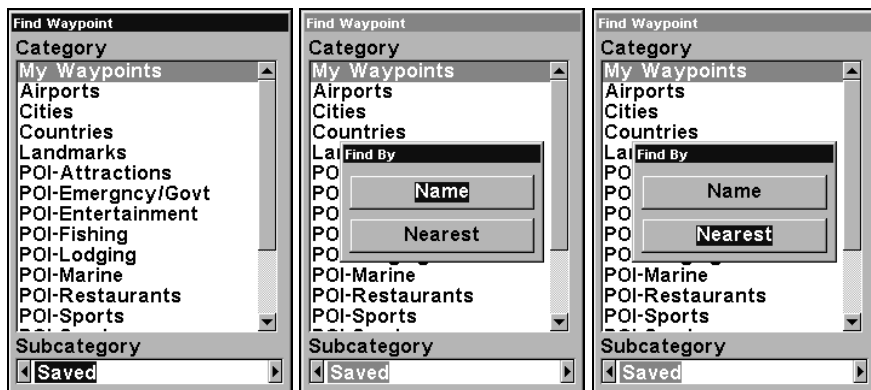 Find Waypoint
Category
My Waypoints
Airports
Cities
Countries
Landmarks
POI-Attractions
POI-Emergncy/Govt
POI-Entertainment
POI-Fishing
POI-Lodging
POI-Marine
POI-Restaurants
POI-Sports
Subcategory
Saved
Find Waypoint
Category
My Waypoints
Airports
Cities
Countries
Find By
Name
Nearest
POI-Marine
POI-Restaurants
POI-Sports
Subcategory
Saved
Find Waypoint
Category
My Waypoints
Airports
Cities
Countries
Find By
Name
Nearest
POI-Marine
POI-Restaurants
POI-Sports
Subcategory
Saved